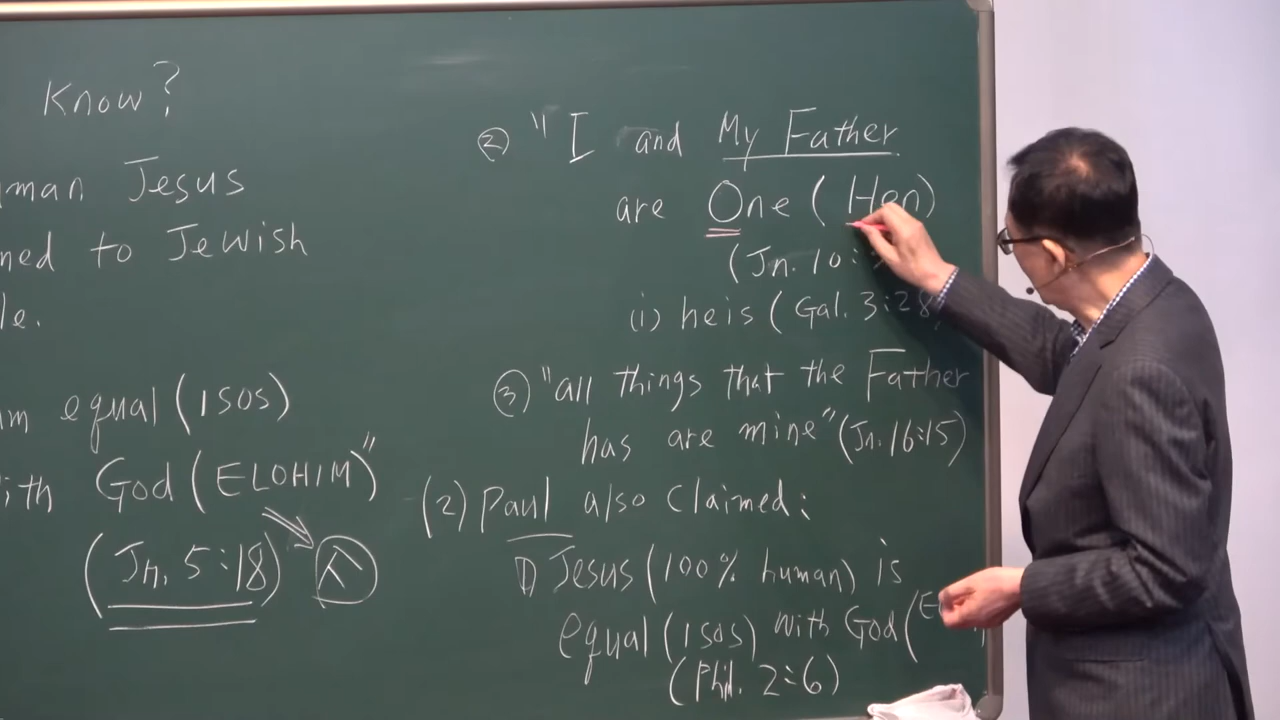 Know?
man Jesus
ned to Jewish
le.
m equal (ISOS)
ith God (ELOHIM)"
(Jn. 5:18)
② "I and My Father
are One (Hen)
(Jn. 10:
(i) heis (Gal. 3:28)
③ "all things that the Father
has are mine" (Jn. 16:15)
(2) Paul also Claimed:
1) Jesus (100% human) is
equal (ISOS) with God (E
(Phil. 2:6)